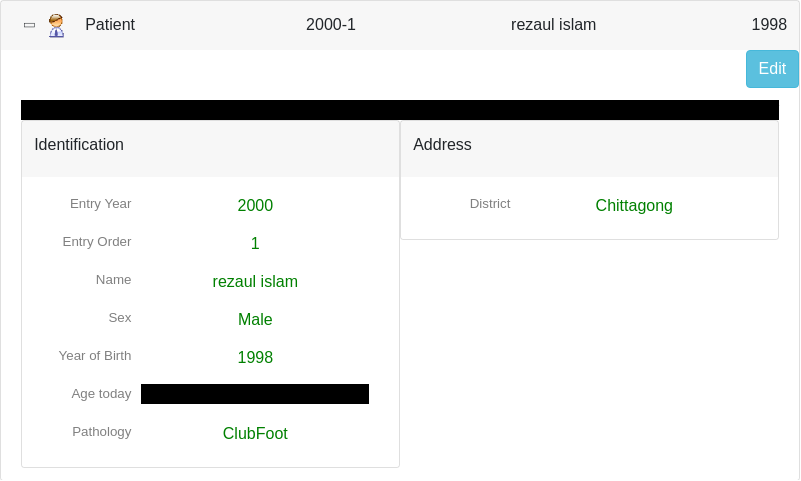 Patient 2000-1 rezaul islam 1998
Edit
Identification
Entry Year 2000
Entry Order 1
Name rezaul islam
Sex Male
Year of Birth 1998
Age today
Pathology ClubFoot
Address
District Chittagong